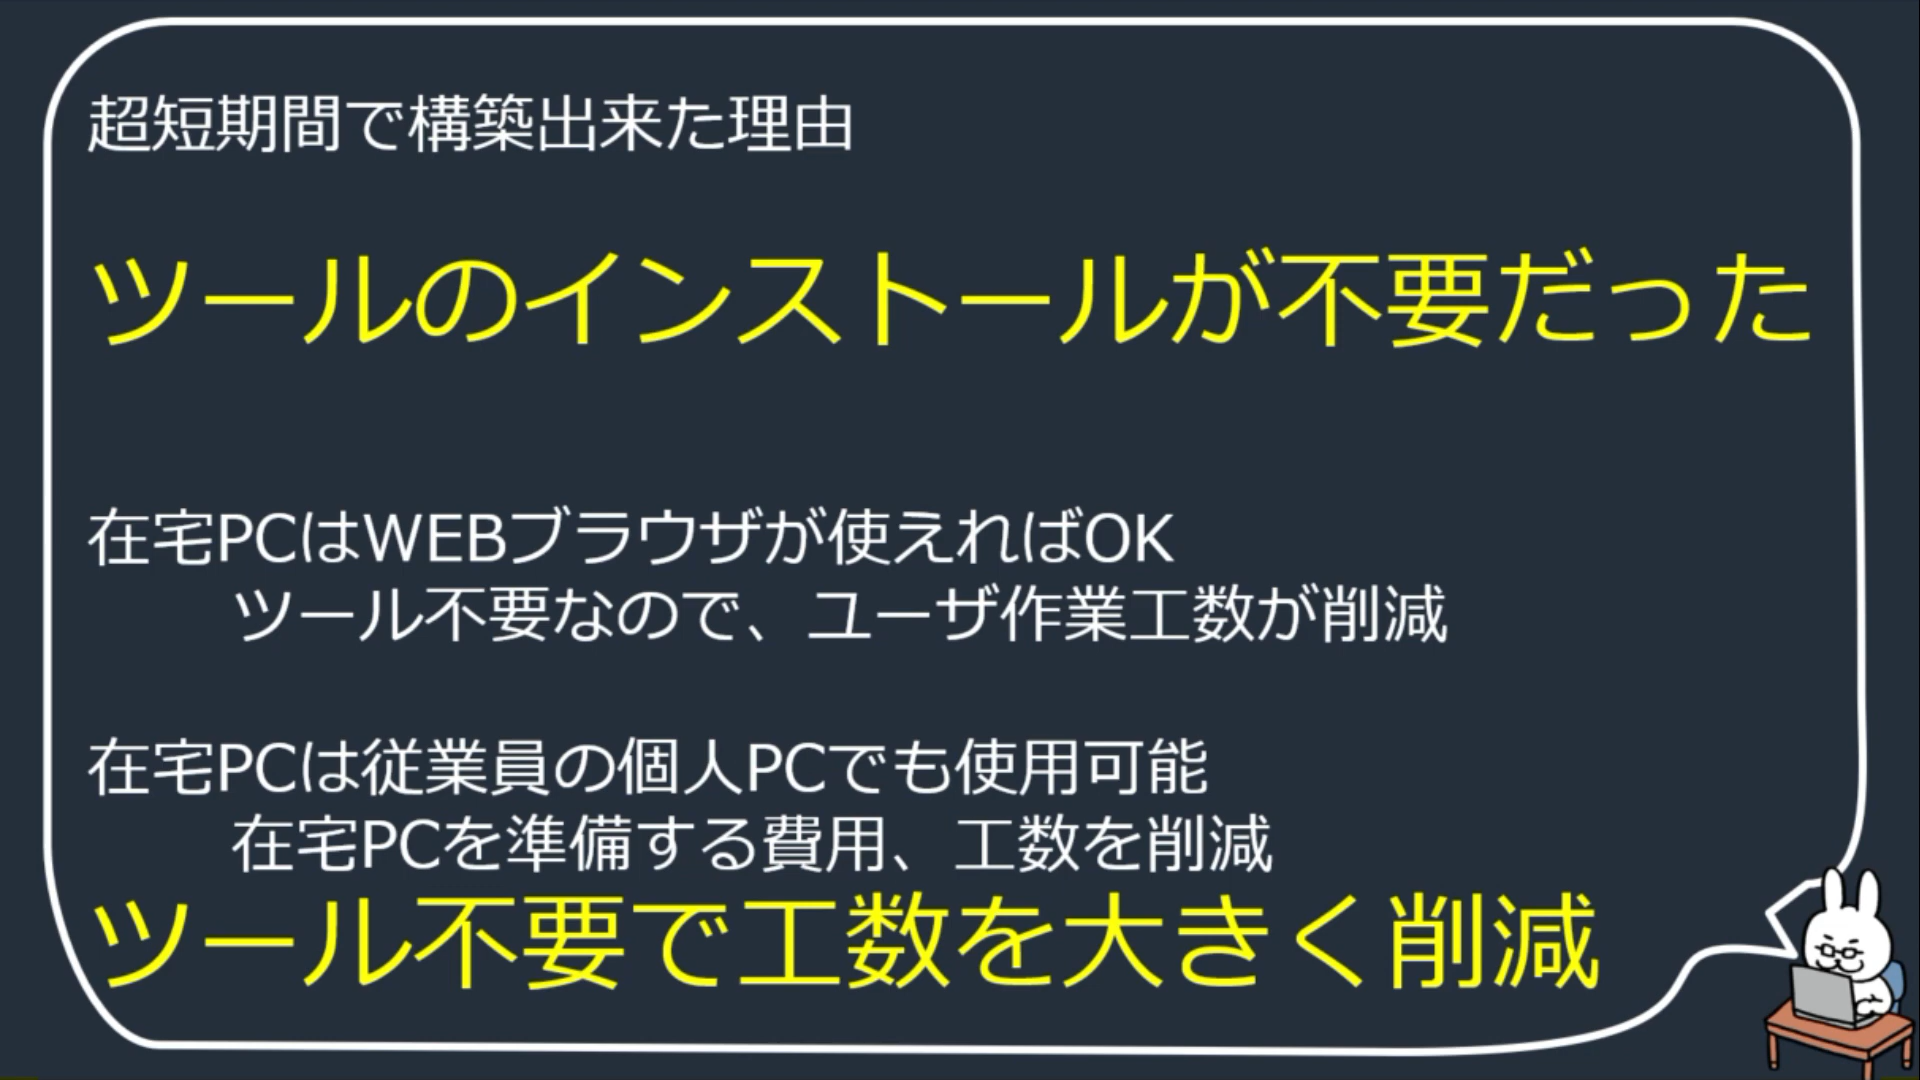 超短期間で構築出来た理由
ツールのインストールが不要だった
在宅PCはWEBブラウザが使えればOK
ツール不要なので、ユーザ作業工数が削減
在宅PCは従業員の個人PCでも使用可能
在宅PCを準備する費用、工数を削減
ツール不要で工数を大きく削減